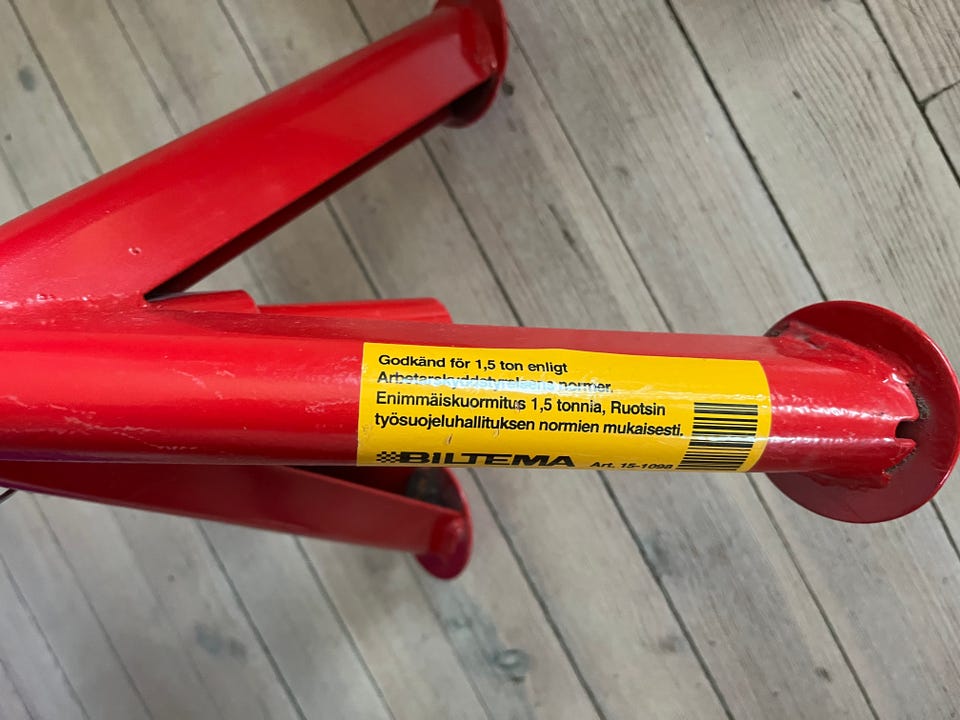 Godkänd för 1,5 ton enligt
Arbetarskyddstyrelsens normer.
Enimmäiskuormitus 1,5 tonnia, Ruotsin
työsuojeluhallituksen normien mukaisesti.
BILTEMA Art. 15-1098